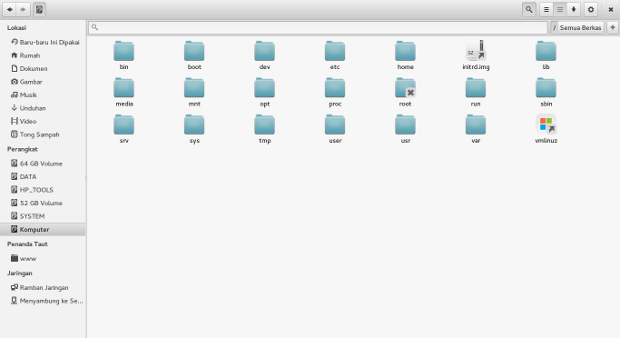 / Semua Berkas
Lokasi
Baru-baru Ini Dipakai
Rumah
Dokumen
Gambar
Musik
Unduhan
Video
Tong Sampah
Perangkat
64 GB Volume
DATA
HP_TOOLS
52 GB Volume
SYSTEM
Komputer
Penanda Taut
www
Jaringan
Ramban Jaringan
Menyambung ke Se...
bin boot dev etc home initrd.img lib
media mnt opt proc root run sbin
srv sys tmp user usr var vmlinuz